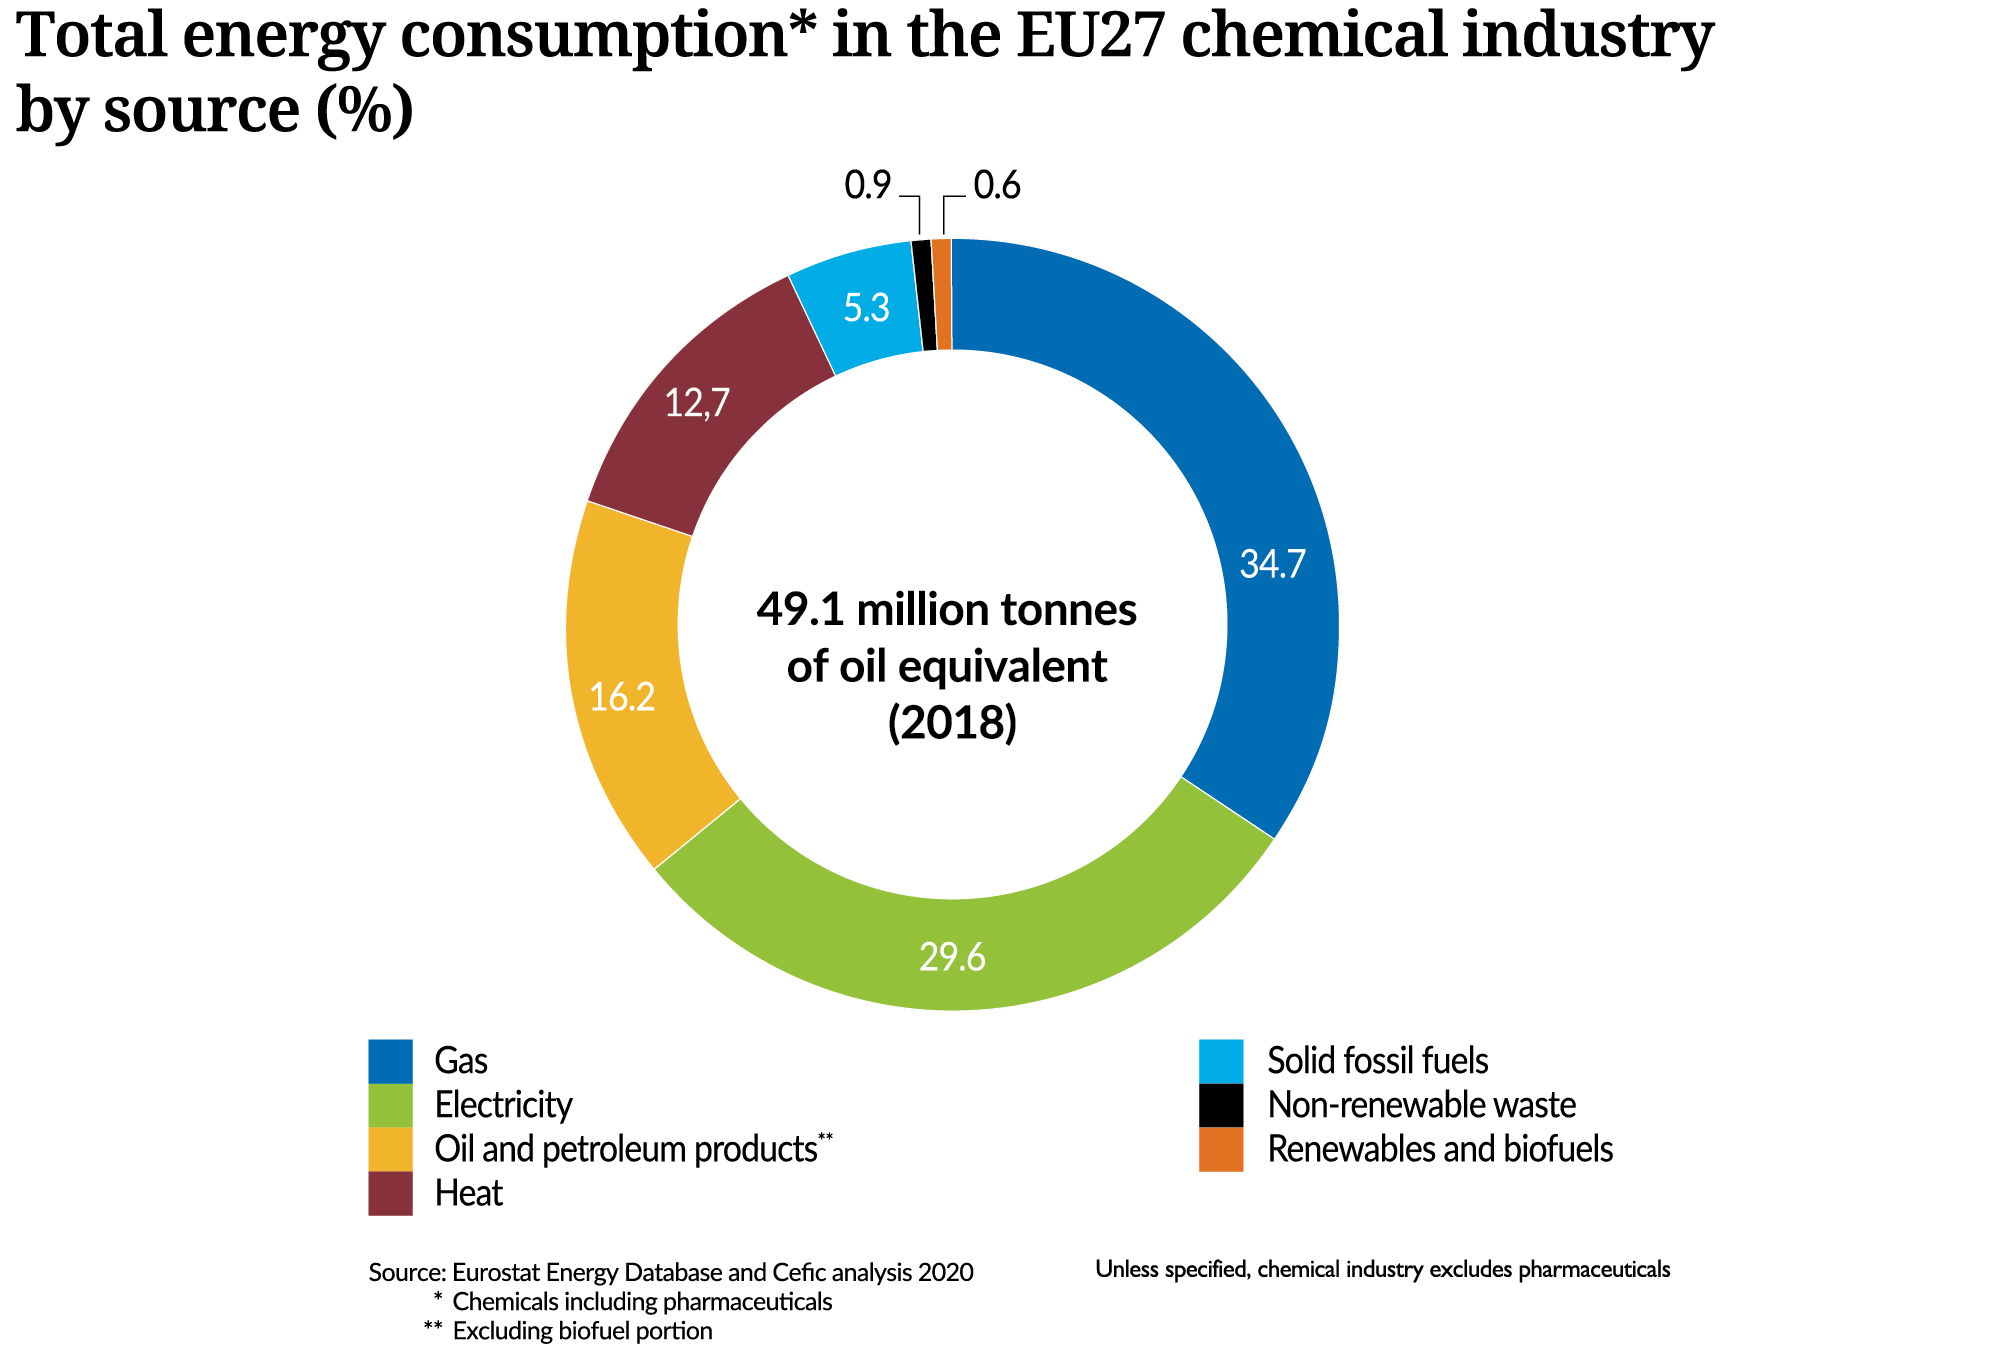 Total energy consumption* in the EU27 chemical industry
by source (%)
0.9
0.6
5.3
12,7
34.7
16.2
49.1 million tonnes
of oil equivalent
(2018)
29.6
Gas
Electricity
Oil and petroleum products**
Heat
Solid fossil fuels
Non-renewable waste
Renewables and biofuels
Source: Eurostat Energy Database and Cefic analysis 2020
* Chemicals including pharmaceuticals
** Excluding biofuel portion
Unless specified, chemical industry excludes pharmaceuticals